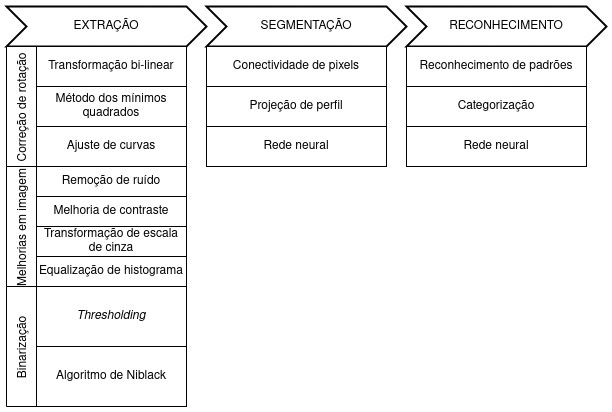 EXTRAÇÃO
SEGMENTAÇÃO
RECONHECIMENTO
Correção de rotação
Transformação bi-linear
Método dos mínimos
quadrados
Ajuste de curvas
Conectividade de pixels
Projeção de perfil
Rede neural
Reconhecimento de padrões
Categorização
Rede neural
Melhorias em imagem
Remoção de ruído
Melhoria de contraste
Transformação de escala
de cinza
Equalização de histograma
Binarização
Thresholding
Algoritmo de Niblack